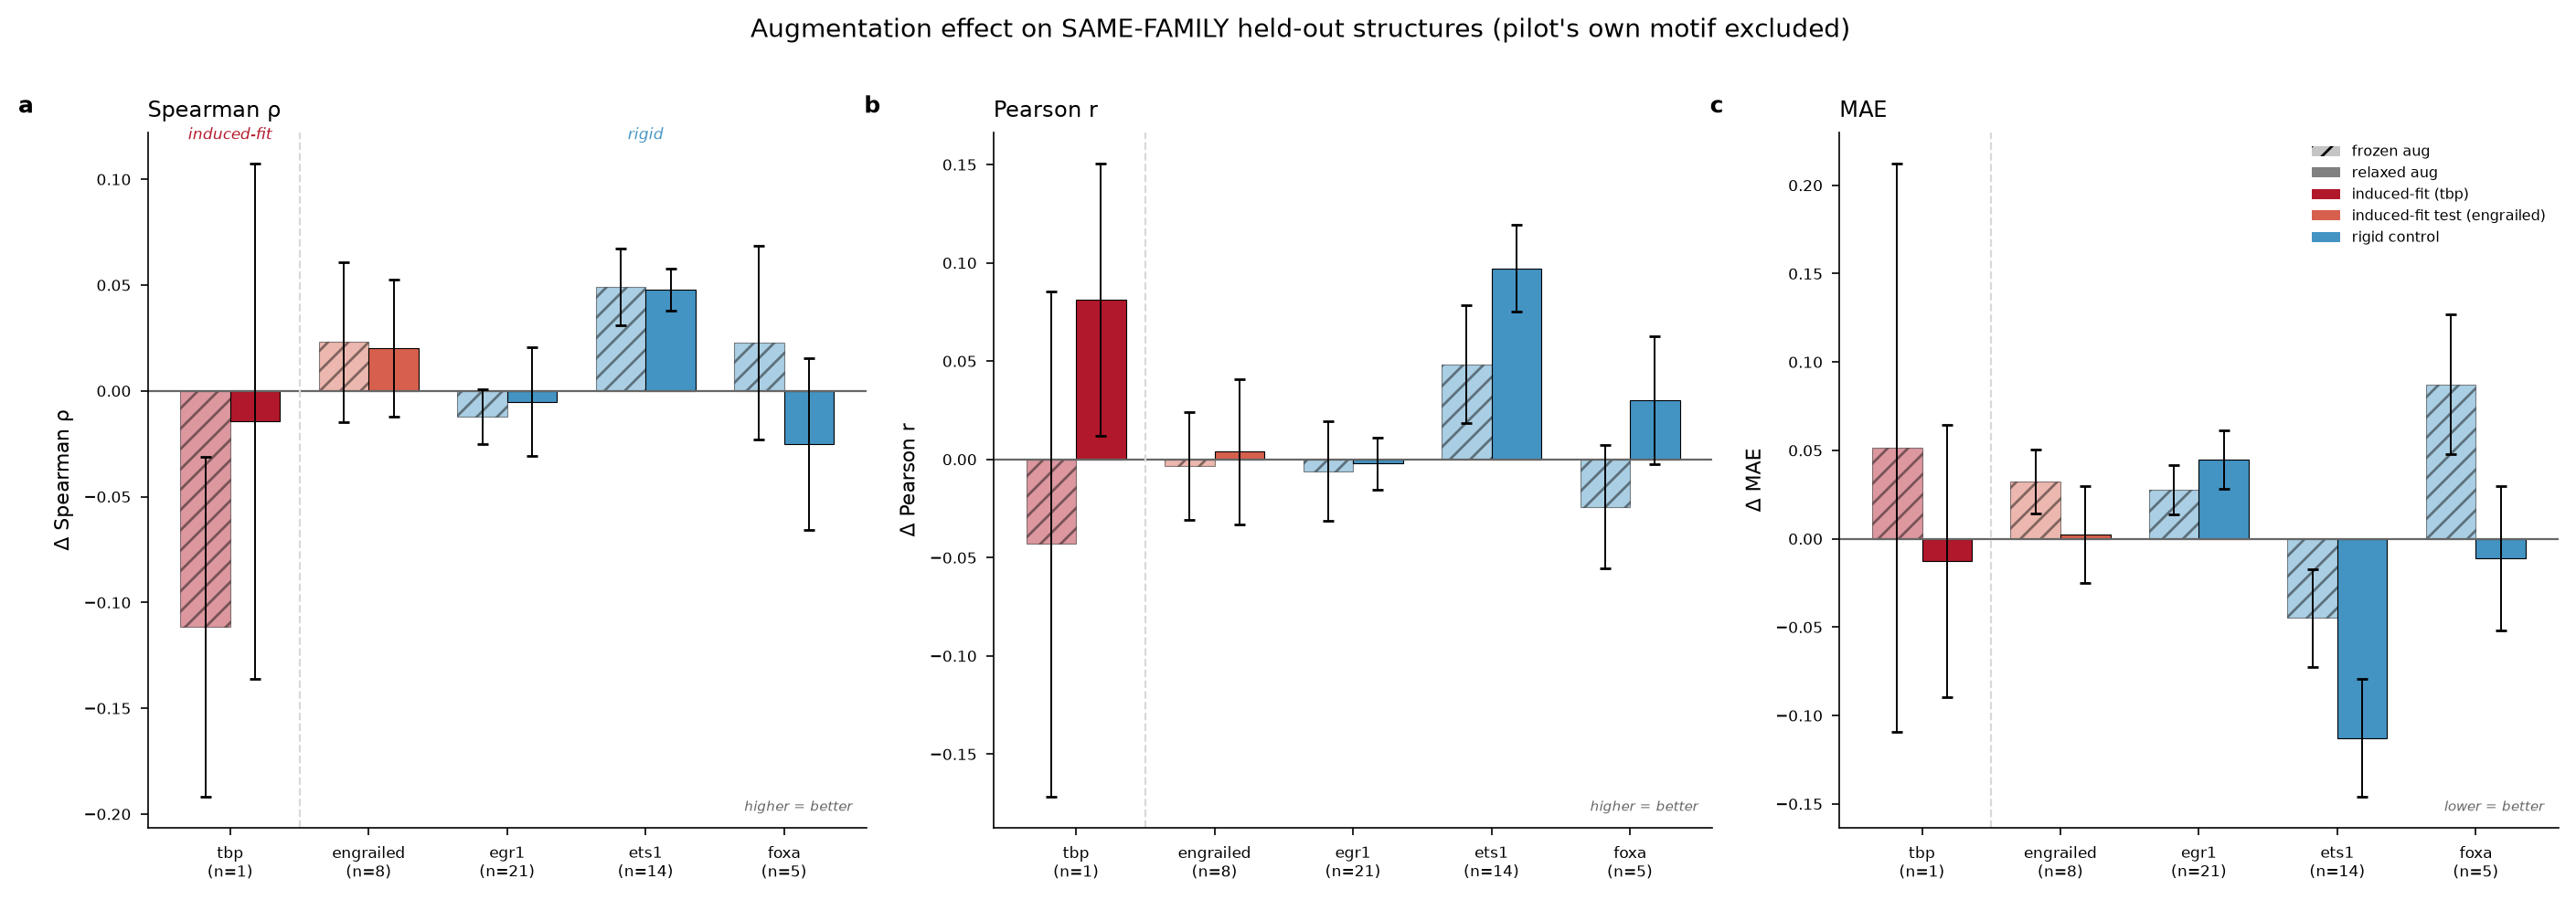 Augmentation effect on SAME-FAMILY held-out structures (pilot's own motif excluded)
a
Spearman ρ
induced-fit
rigid
0.10
0.05
0.00
−0.05
−0.10
−0.15
−0.20
Δ Spearman ρ
higher = better
tbp
(n=1)
engrailed
(n=8)
egr1
(n=21)
ets1
(n=14)
foxa
(n=5)
b
Pearson r
0.15
0.10
0.05
0.00
−0.05
−0.10
−0.15
Δ Pearson r
higher = better
tbp
(n=1)
engrailed
(n=8)
egr1
(n=21)
ets1
(n=14)
foxa
(n=5)
c
MAE
frozen aug
relaxed aug
induced-fit (tbp)
induced-fit test (engrailed)
rigid control
0.20
0.15
0.10
0.05
0.00
−0.05
−0.10
−0.15
Δ MAE
lower = better
tbp
(n=1)
engrailed
(n=8)
egr1
(n=21)
ets1
(n=14)
foxa
(n=5)